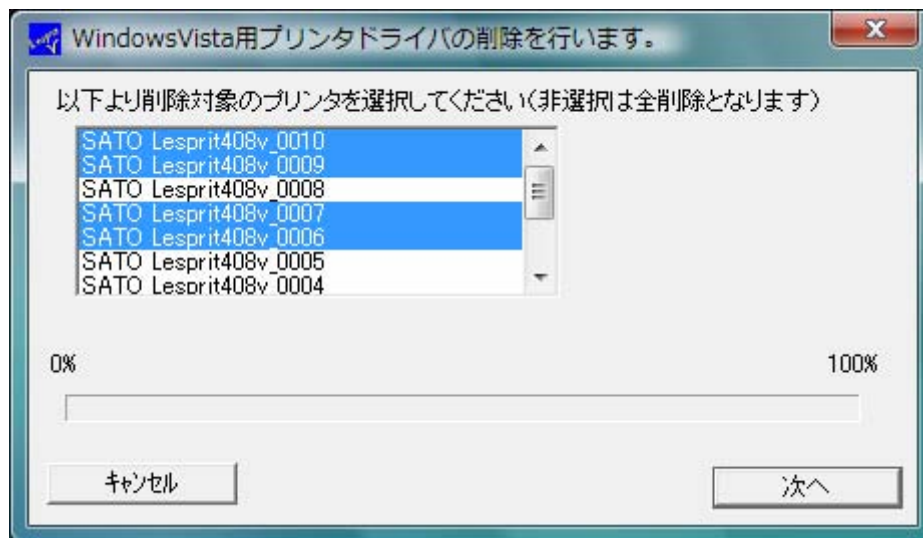 WindowsVista用プリンタドライバの削除を行います。
以下より削除対象のプリンタを選択してください(非選択は全削除となります)
SATO Lesprit408v_0010
SATO Lesprit408v_0009
SATO Lesprit408v_0008
SATO Lesprit408v_0007
SATO Lesprit408v_0006
SATO Lesprit408v_0005
SATO Lesprit408v_0004
0% 100%
キャンセル 次へ